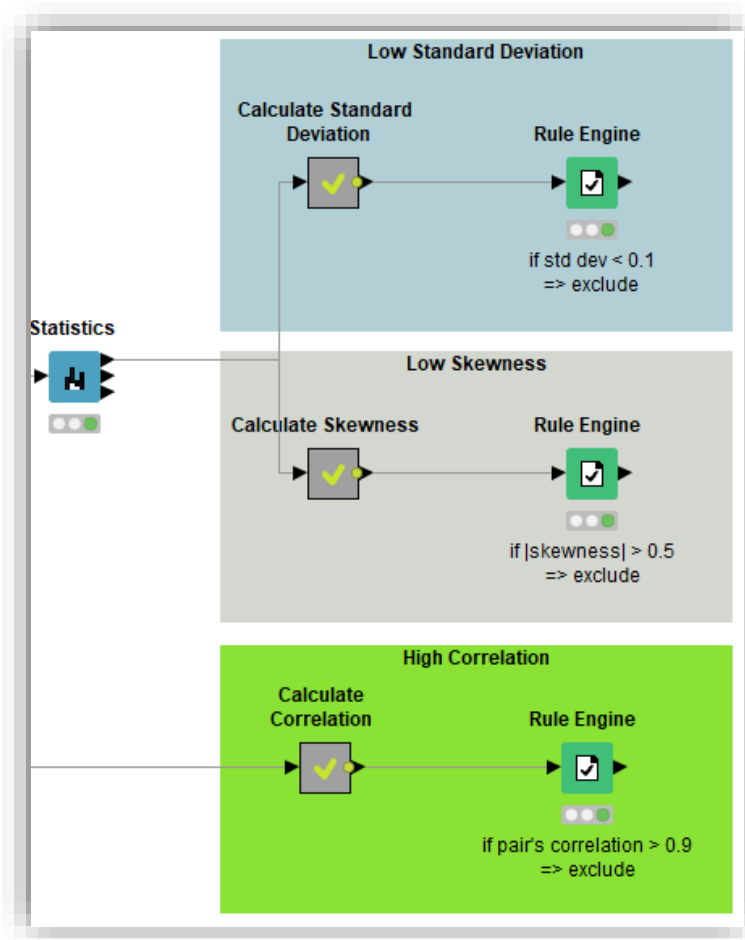 Low Standard Deviation
Calculate Standard
Deviation
Rule Engine
if std dev < 0.1
=> exclude
Statistics
Low Skewness
Calculate Skewness
Rule Engine
if |skewness| > 0.5
=> exclude
High Correlation
Calculate
Correlation
Rule Engine
if pair's correlation > 0.9
=> exclude